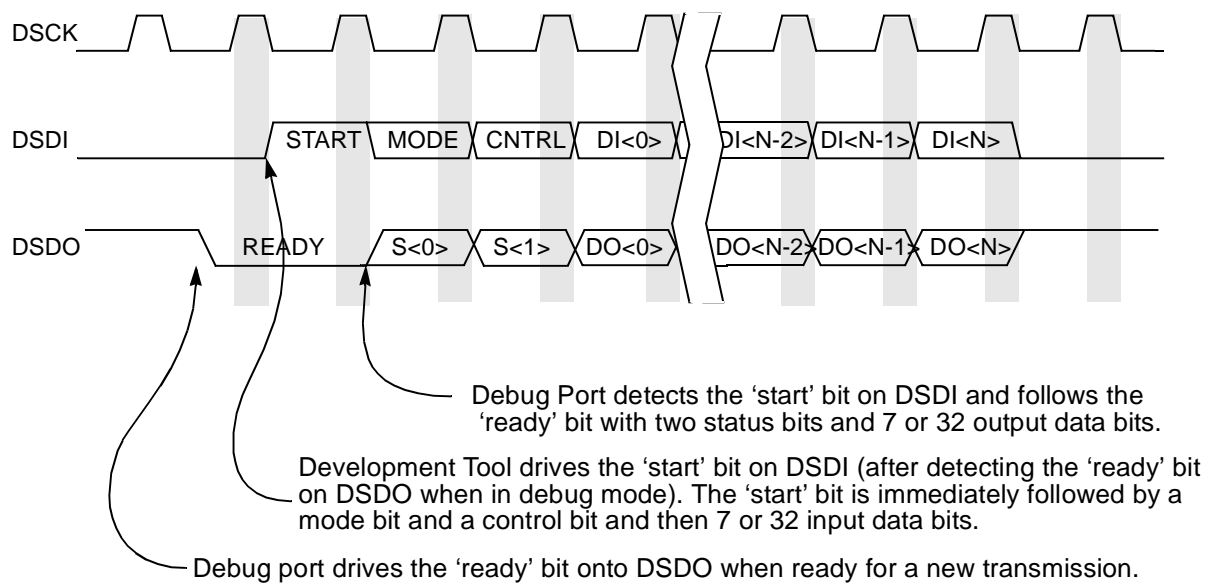 DSCK
DSDI START MODE CNTRL DI<0> DI<N-2> DI<N-1> DI<N>
DSDO READY S<0> S<1> DO<0> DO<N-2> DO<N-1> DO<N>
Debug Port detects the ‘start’ bit on DSDI and follows the
‘ready’ bit with two status bits and 7 or 32 output data bits.
Development Tool drives the ‘start’ bit on DSDI (after detecting the ‘ready’ bit
on DSDO when in debug mode). The ‘start’ bit is immediately followed by a
mode bit and a control bit and then 7 or 32 input data bits.
Debug port drives the ‘ready’ bit onto DSDO when ready for a new transmission.